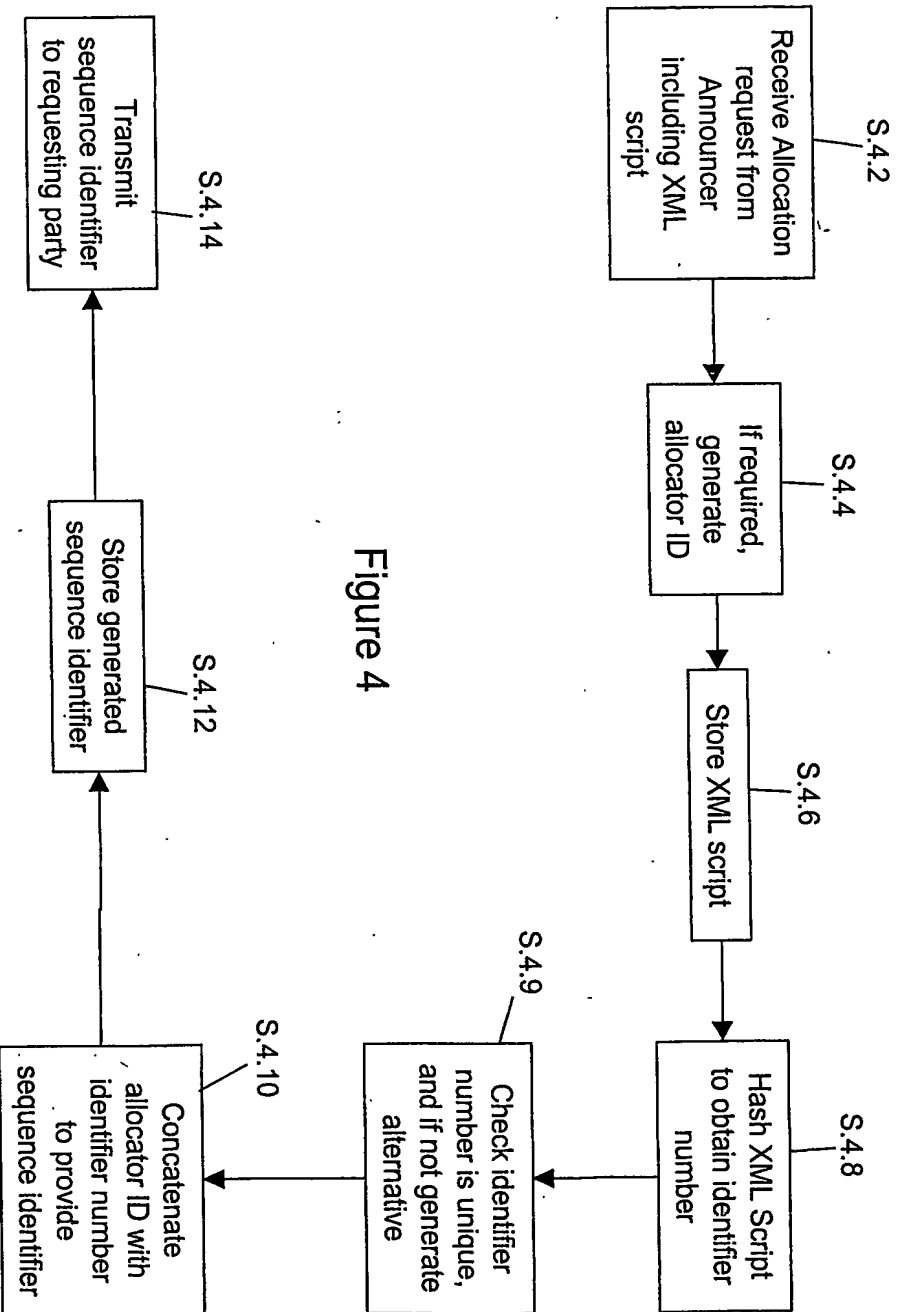 S.4.2
Receive Allocation
request from
Announcer
including XML
script
S.4.4
If required,
generate
allocator ID
S.4.6
Store XML script
S.4.8
Hash XML Script
to obtain identifier
number
S.4.9
Check identifier
number is unique,
and if not generate
alternative
S.4.10
Concatenate
allocator ID with
identifier number
to provide
sequence identifier
S.4.12
Store generated
sequence identifier
S.4.14
Transmit
sequence identifier
to requesting party
Figure 4